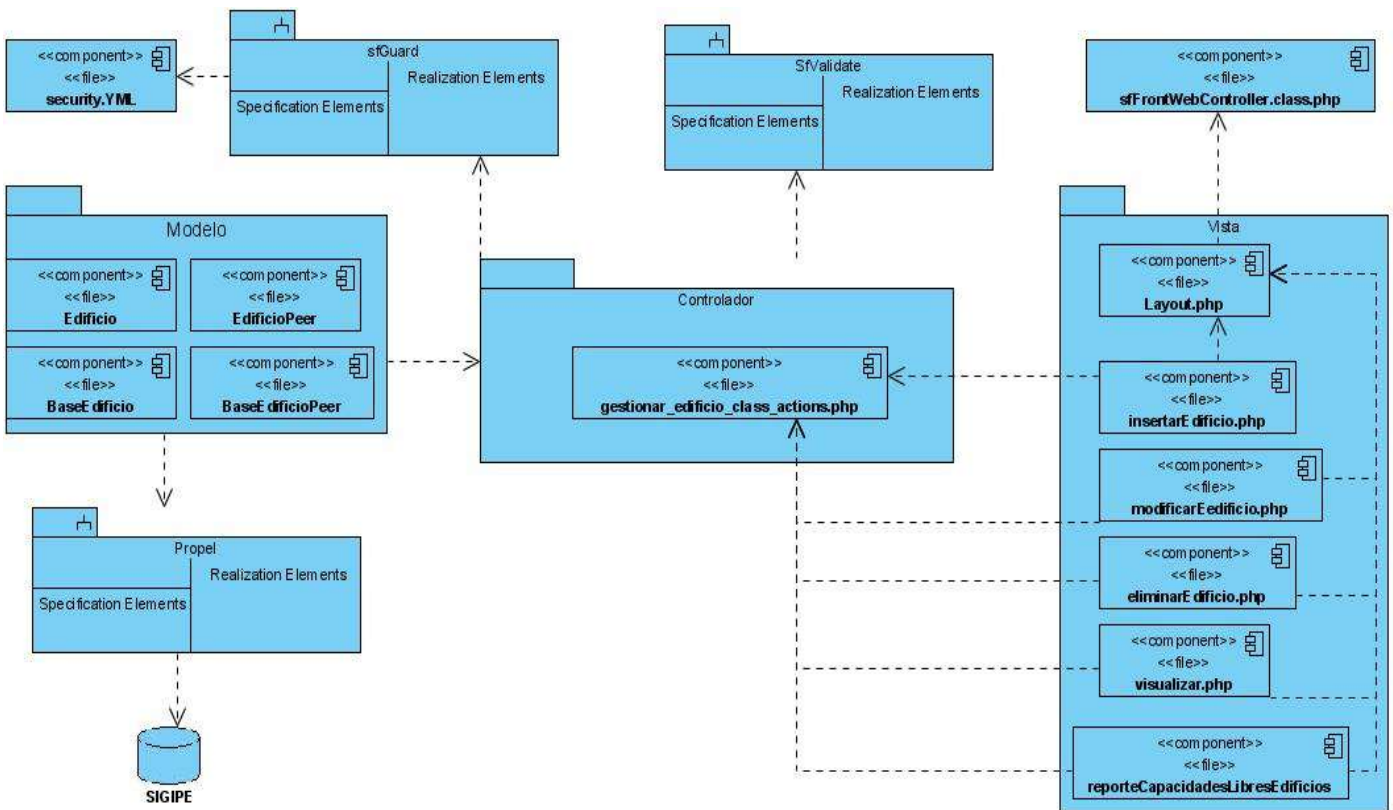 <<component>>
<<file>>
security.YML
sfGuard
Realization Elements
Specification Elements
SfValidate
Realization Elements
Specification Elements
<<component>>
<<file>>
sfFrontWebController.class.php
Modelo
<<component>>
<<file>>
Edificio
<<component>>
<<file>>
EdificioPeer
<<component>>
<<file>>
BaseEdificio
<<component>>
<<file>>
BaseEdificioPeer
Controlador
<<component>>
<<file>>
gestionar_edificio_class_actions.php
Vista
<<component>>
<<file>>
Layout.php
<<component>>
<<file>>
insertarEdificio.php
<<component>>
<<file>>
modificarEedificio.php
<<component>>
<<file>>
eliminarEdificio.php
<<component>>
<<file>>
visualizar.php
<<component>>
<<file>>
reporteCapacidadesLibresEdificios
Propel
Realization Elements
Specification Elements
SIGIPE